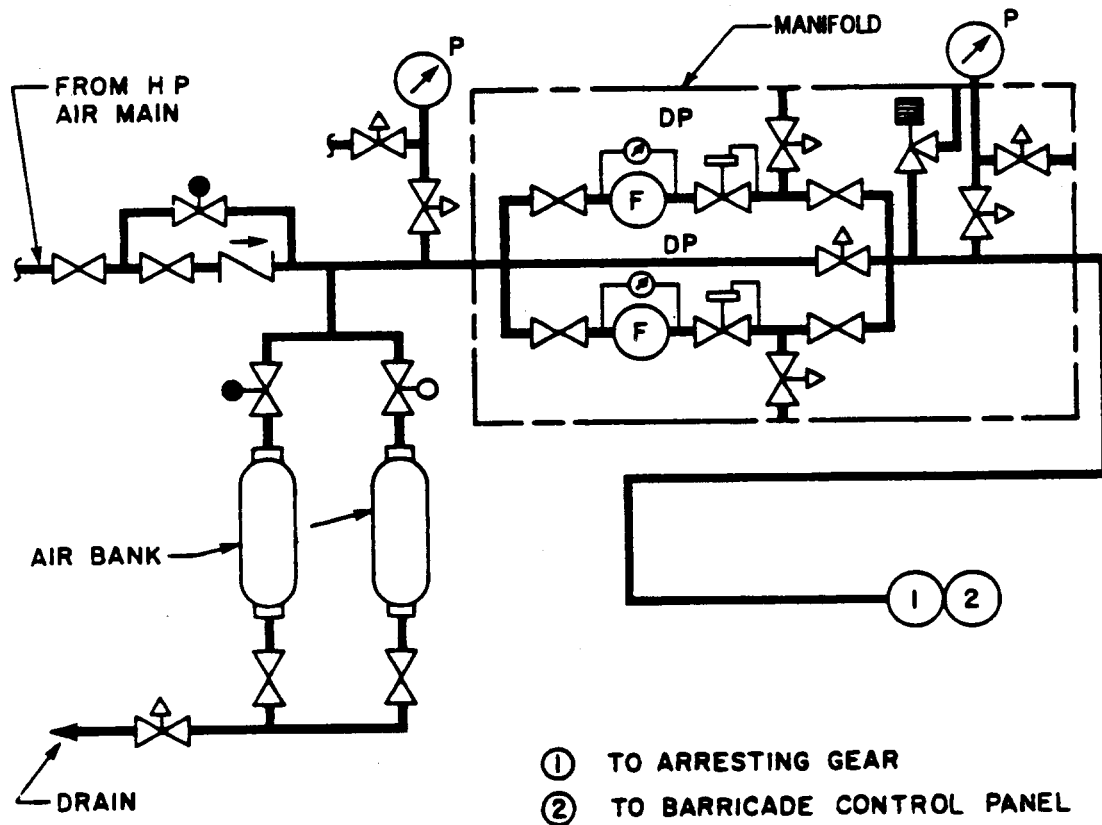 P
MANIFOLD
P
FROM H P
AIR MAIN
DP
F
DP
F
AIR BANK
1 2
DRAIN
1 TO ARRESTING GEAR
2 TO BARRICADE CONTROL PANEL